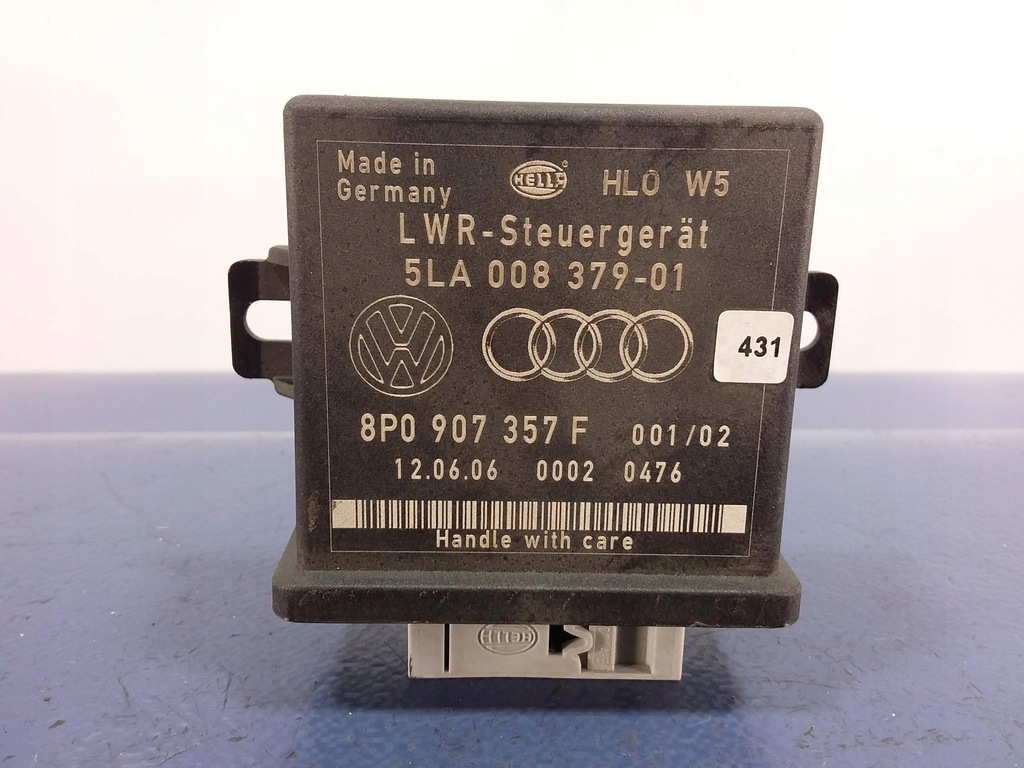 Made in
Germany
HELLA
HLO W5
LWR-Steuergerät
5LA 008 379-01
431
8P0 907 357 F 001/02
12.06.06 0002 0476
Handle with care
HELLA